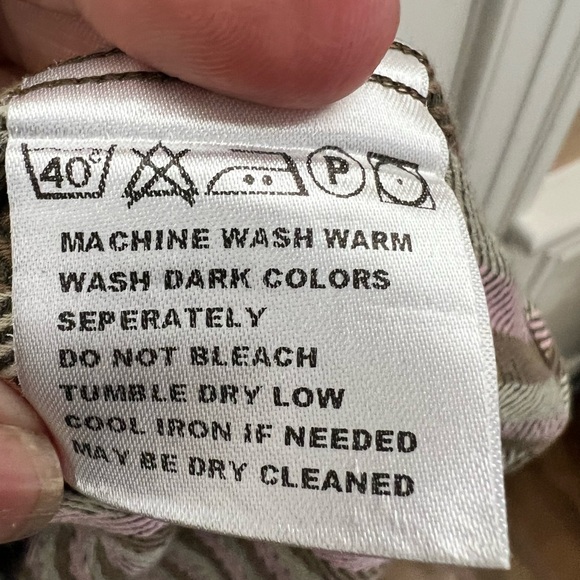 40° P
MACHINE WASH WARM
WASH DARK COLORS
SEPERATELY
DO NOT BLEACH
TUMBLE DRY LOW
COOL IRON IF NEEDED
MAY BE DRY CLEANED